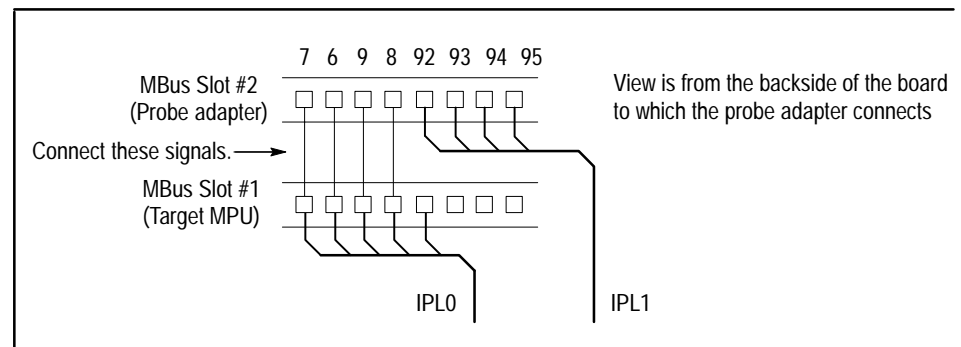 7 6 9 8 92 93 94 95
MBus Slot #2
(Probe adapter)
View is from the backside of the board
to which the probe adapter connects
Connect these signals.
MBus Slot #1
(Target MPU)
IPL0
IPL1